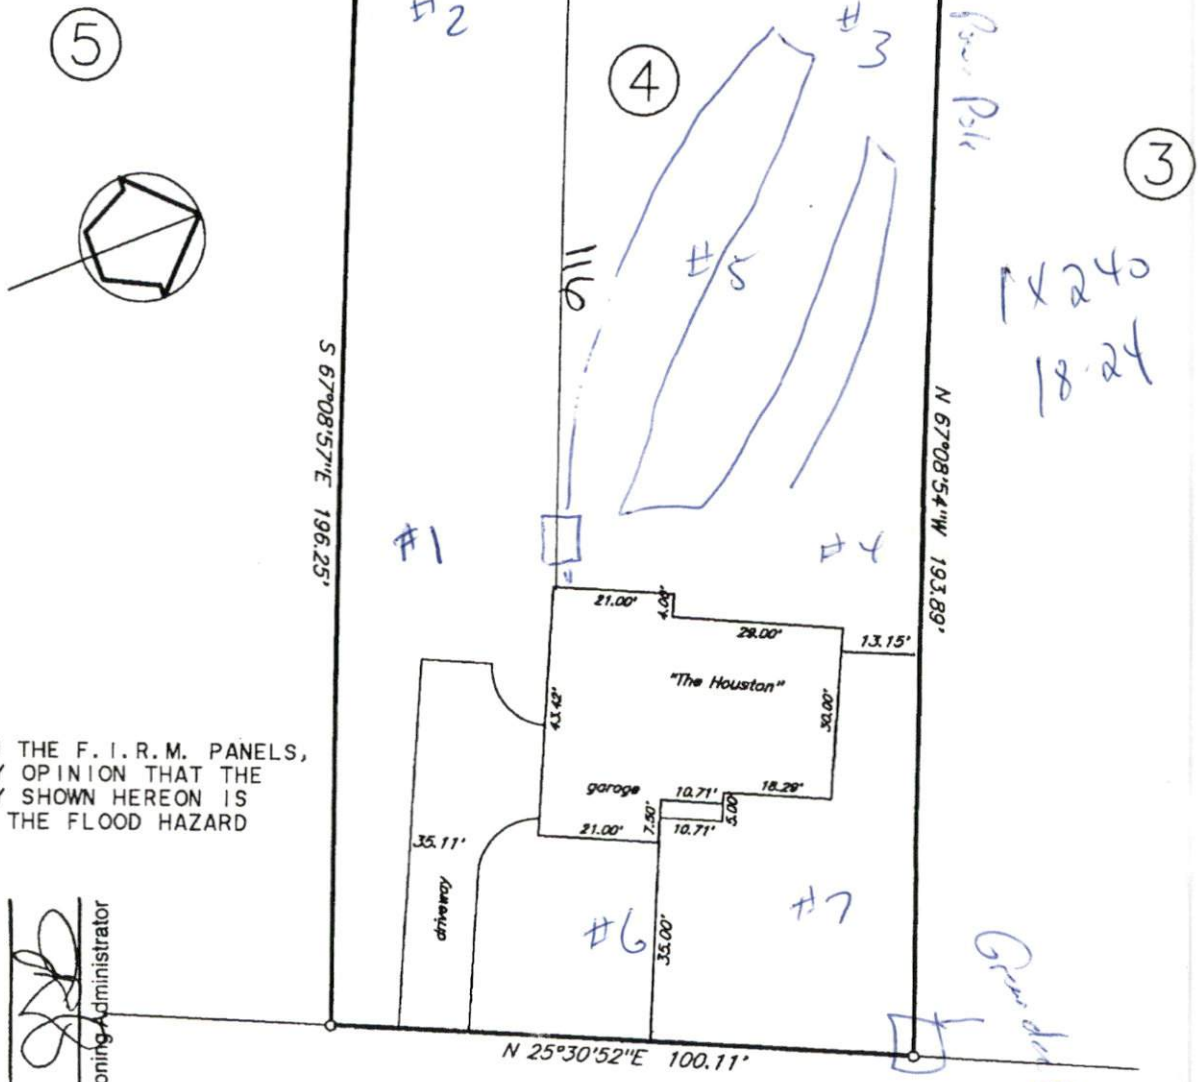 #2
#3
5
4
Power Pole
3
116
#5
1X240
18.24
S 67°08'57"E 196.25'
N 67°08'54"W 193.89'
#1
#4
21.00'
4.00'
29.00'
13.15'
"The Houston"
43.42'
30.00'
THE F.I.R.M. PANELS,
OPINION THAT THE
SHOWN HEREON IS
THE FLOOD HAZARD
garage
10.71'
18.29'
5.00'
7.50'
10.71'
21.00'
35.11'
driveway
#6
#7
35.00'
Administrator
N 25°30'52"E 100.11'